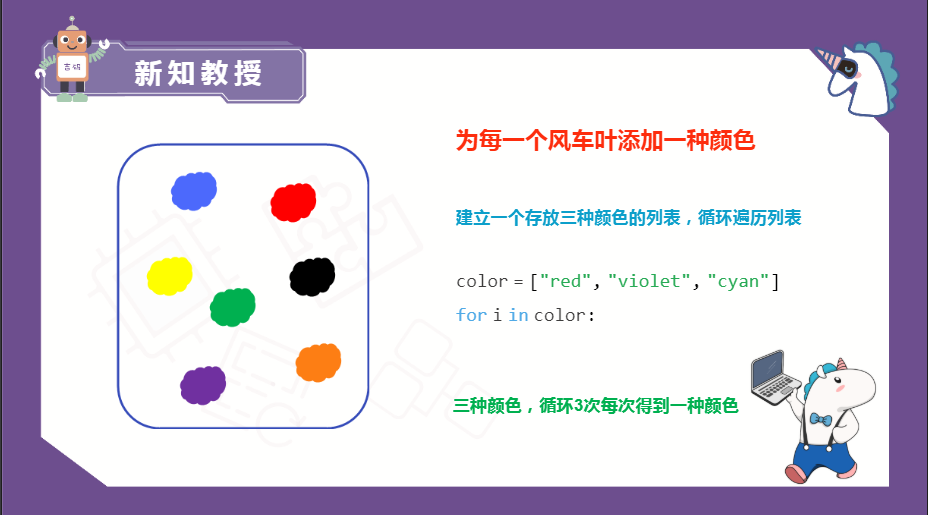 新知教授
为每一个风车叶添加一种颜色
建立一个存放三种颜色的列表，循环遍历列表
color = ["red", "violet", "cyan"]
for i in color:
三种颜色，循环3次每次得到一种颜色